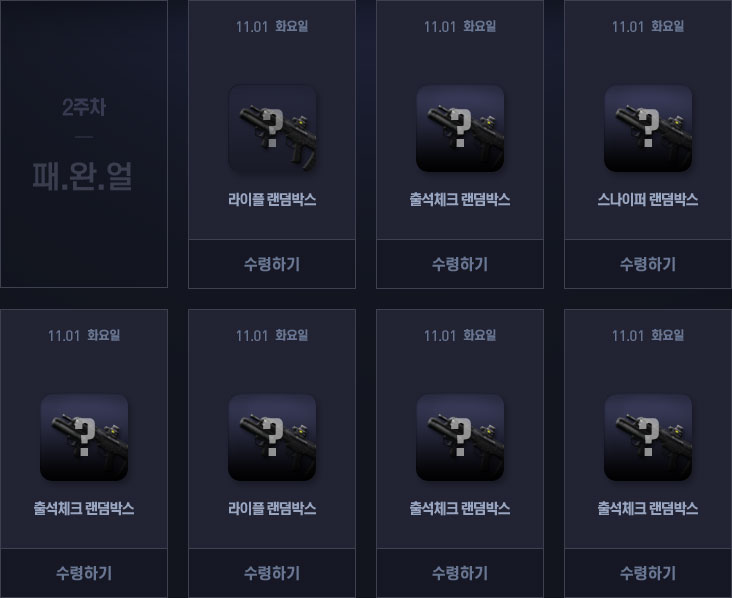 2주차
패.완.얼
11.01 화요일
라이플 랜덤박스
수령하기
11.01 화요일
출석체크 랜덤박스
수령하기
11.01 화요일
스나이퍼 랜덤박스
수령하기
11.01 화요일
출석체크 랜덤박스
수령하기
11.01 화요일
라이플 랜덤박스
수령하기
11.01 화요일
출석체크 랜덤박스
수령하기
11.01 화요일
출석체크 랜덤박스
수령하기